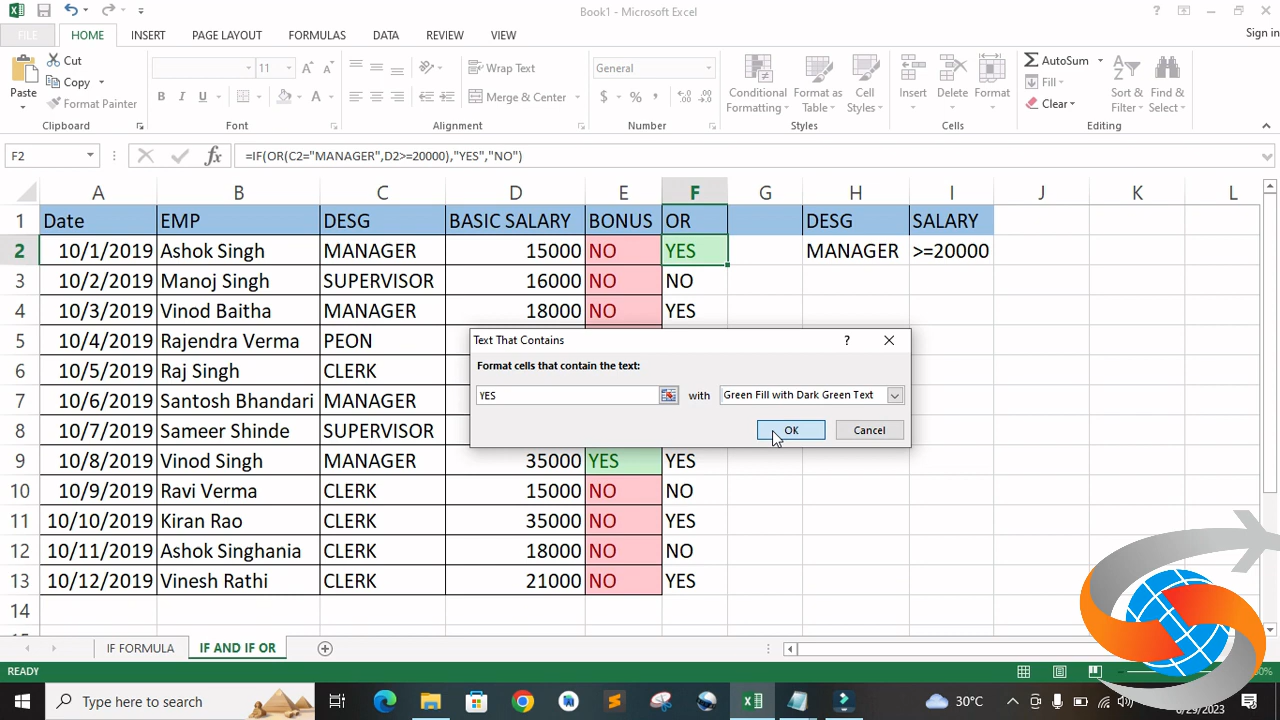 Book1 - Microsoft Excel
Sign in
FILE HOME INSERT PAGE LAYOUT FORMULAS DATA REVIEW VIEW
Paste Cut Copy Format Painter Clipboard
11 B I U A A A Font
Wrap Text Merge & Center Alignment
General $ % , Number
Conditional Formatting Format as Table Cell Styles Styles
Insert Delete Format Cells
AutoSum Fill Clear Sort & Filter Find & Select Editing
F2 fx =IF(OR(C2="MANAGER",D2>=20000),"YES","NO")
A B C D E F G H I J K L
1 Date EMP DESG BASIC SALARY BONUS OR DESG SALARY
2 10/1/2019 Ashok Singh MANAGER 15000 NO YES MANAGER >=20000
3 10/2/2019 Manoj Singh SUPERVISOR 16000 NO NO
4 10/3/2019 Vinod Baitha MANAGER 18000 NO YES
5 10/4/2019 Rajendra Verma PEON
6 10/5/2019 Raj Singh CLERK
7 10/6/2019 Santosh Bhandari MANAGER
8 10/7/2019 Sameer Shinde SUPERVISOR
9 10/8/2019 Vinod Singh MANAGER 35000 YES YES
10 10/9/2019 Ravi Verma CLERK 15000 NO NO
11 10/10/2019 Kiran Rao CLERK 35000 NO YES
12 10/11/2019 Ashok Singhania CLERK 18000 NO NO
13 10/12/2019 Vinesh Rathi CLERK 21000 NO YES
14
Text That Contains ?
Format cells that contain the text:
YES with Green Fill with Dark Green Text
OK Cancel
IF FORMULA IF AND IF OR
READY
Type here to search
30°C